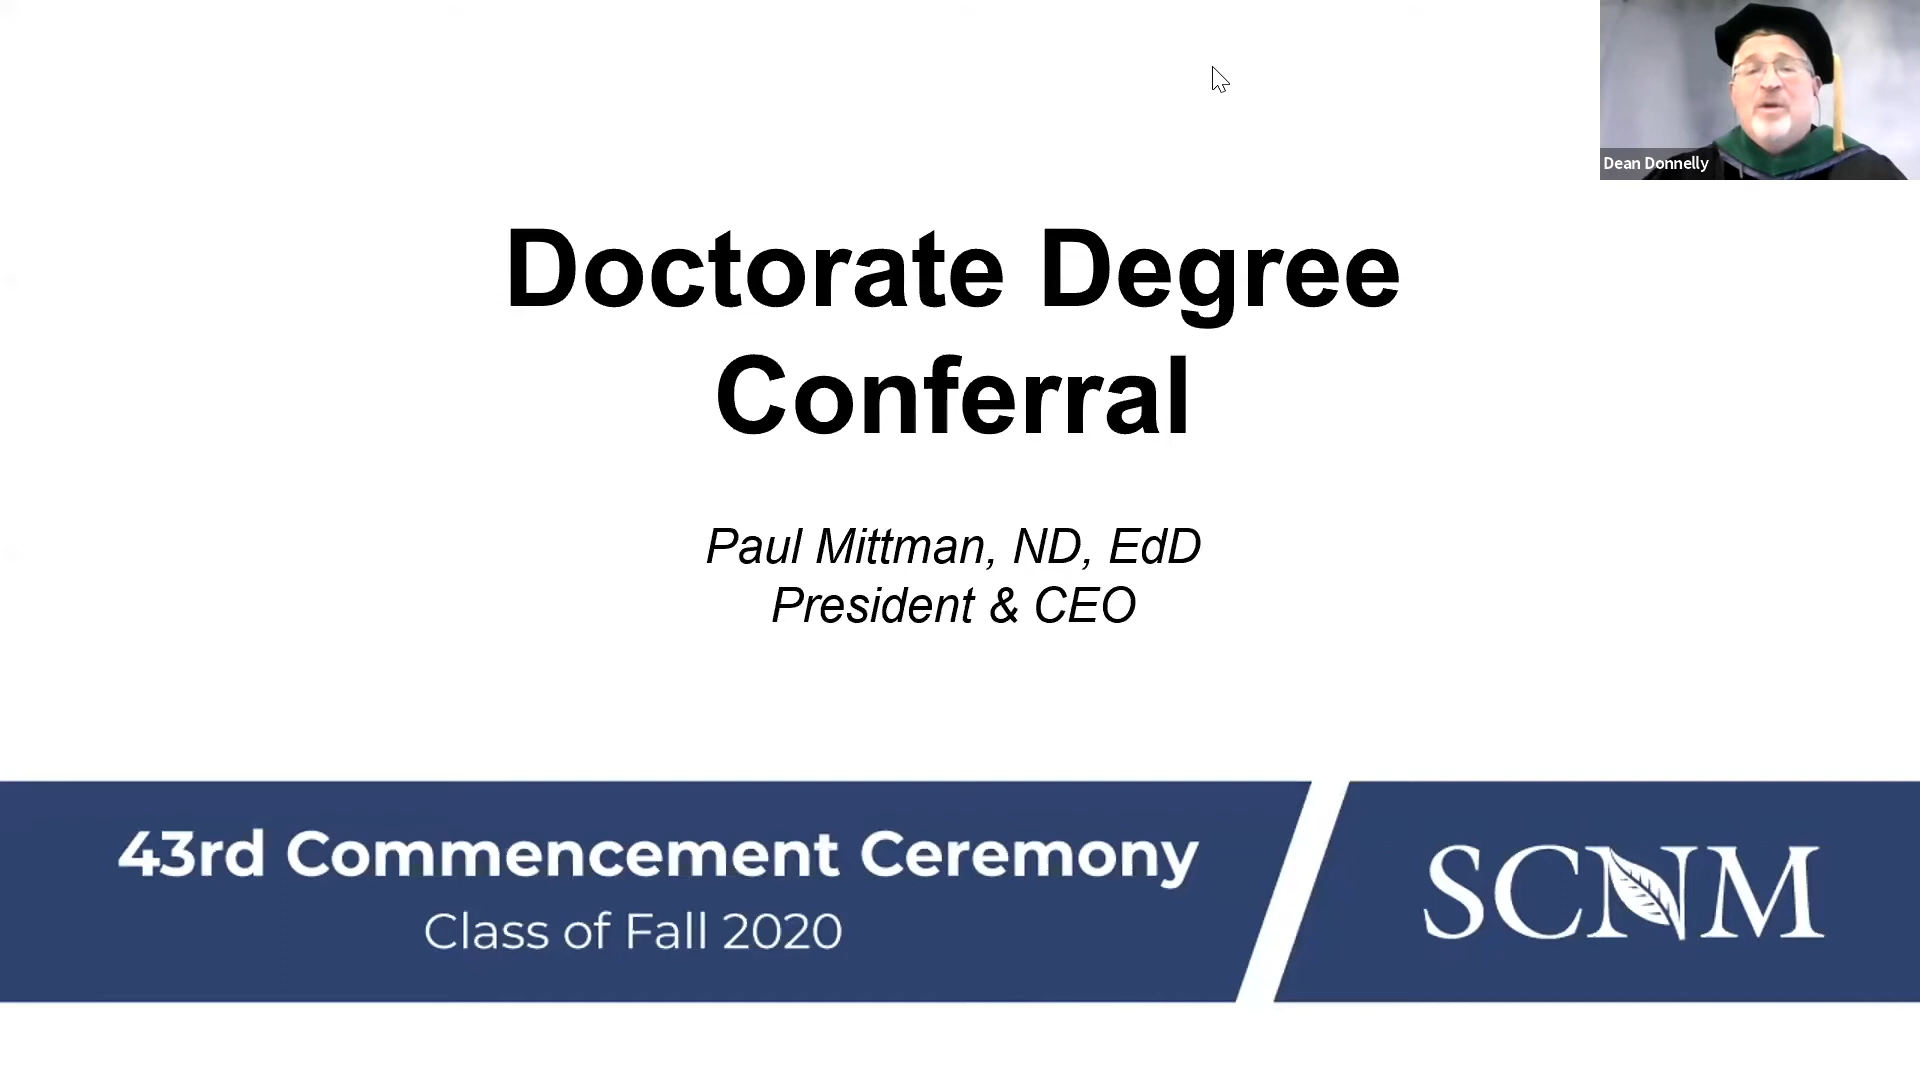 Dean Donnelly
Doctorate Degree
Conferral
Paul Mittman, ND, EdD
President & CEO
43rd Commencement Ceremony
Class of Fall 2020
SCNM